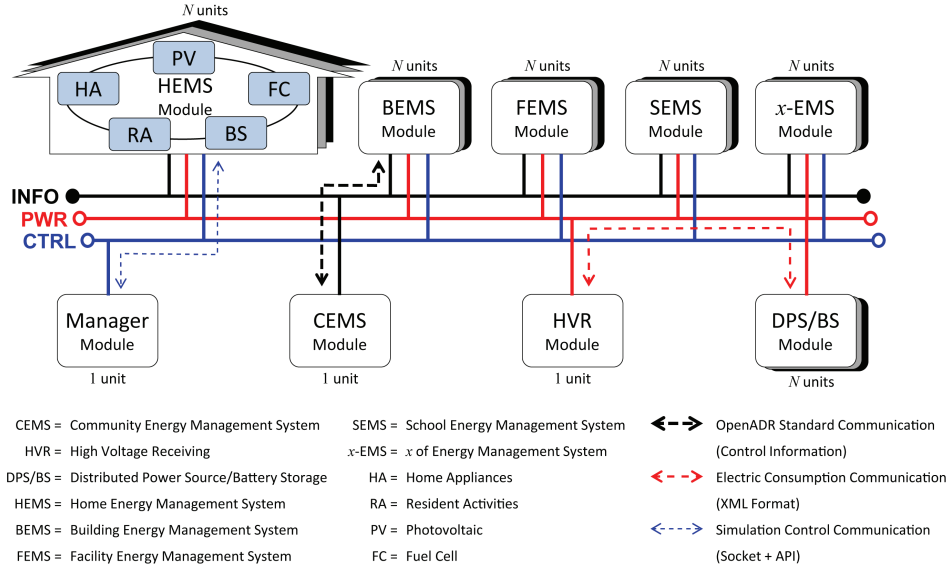 N units
PV
HA
HEMS
Module
FC
RA
BS
N units
BEMS
Module
N units
FEMS
Module
N units
SEMS
Module
N units
x-EMS
Module
INFO
PWR
CTRL
Manager
Module
1 unit
CEMS
Module
1 unit
HVR
Module
1 unit
DPS/BS
Module
N units
CEMS = Community Energy Management System
HVR = High Voltage Receiving
DPS/BS = Distributed Power Source/Battery Storage
HEMS = Home Energy Management System
BEMS = Building Energy Management System
FEMS = Facility Energy Management System
SEMS = School Energy Management System
x-EMS = x of Energy Management System
HA = Home Appliances
RA = Resident Activities
PV = Photovoltaic
FC = Fuel Cell
OpenADR Standard Communication
(Control Information)
Electric Consumption Communication
(XML Format)
Simulation Control Communication
(Socket + API)